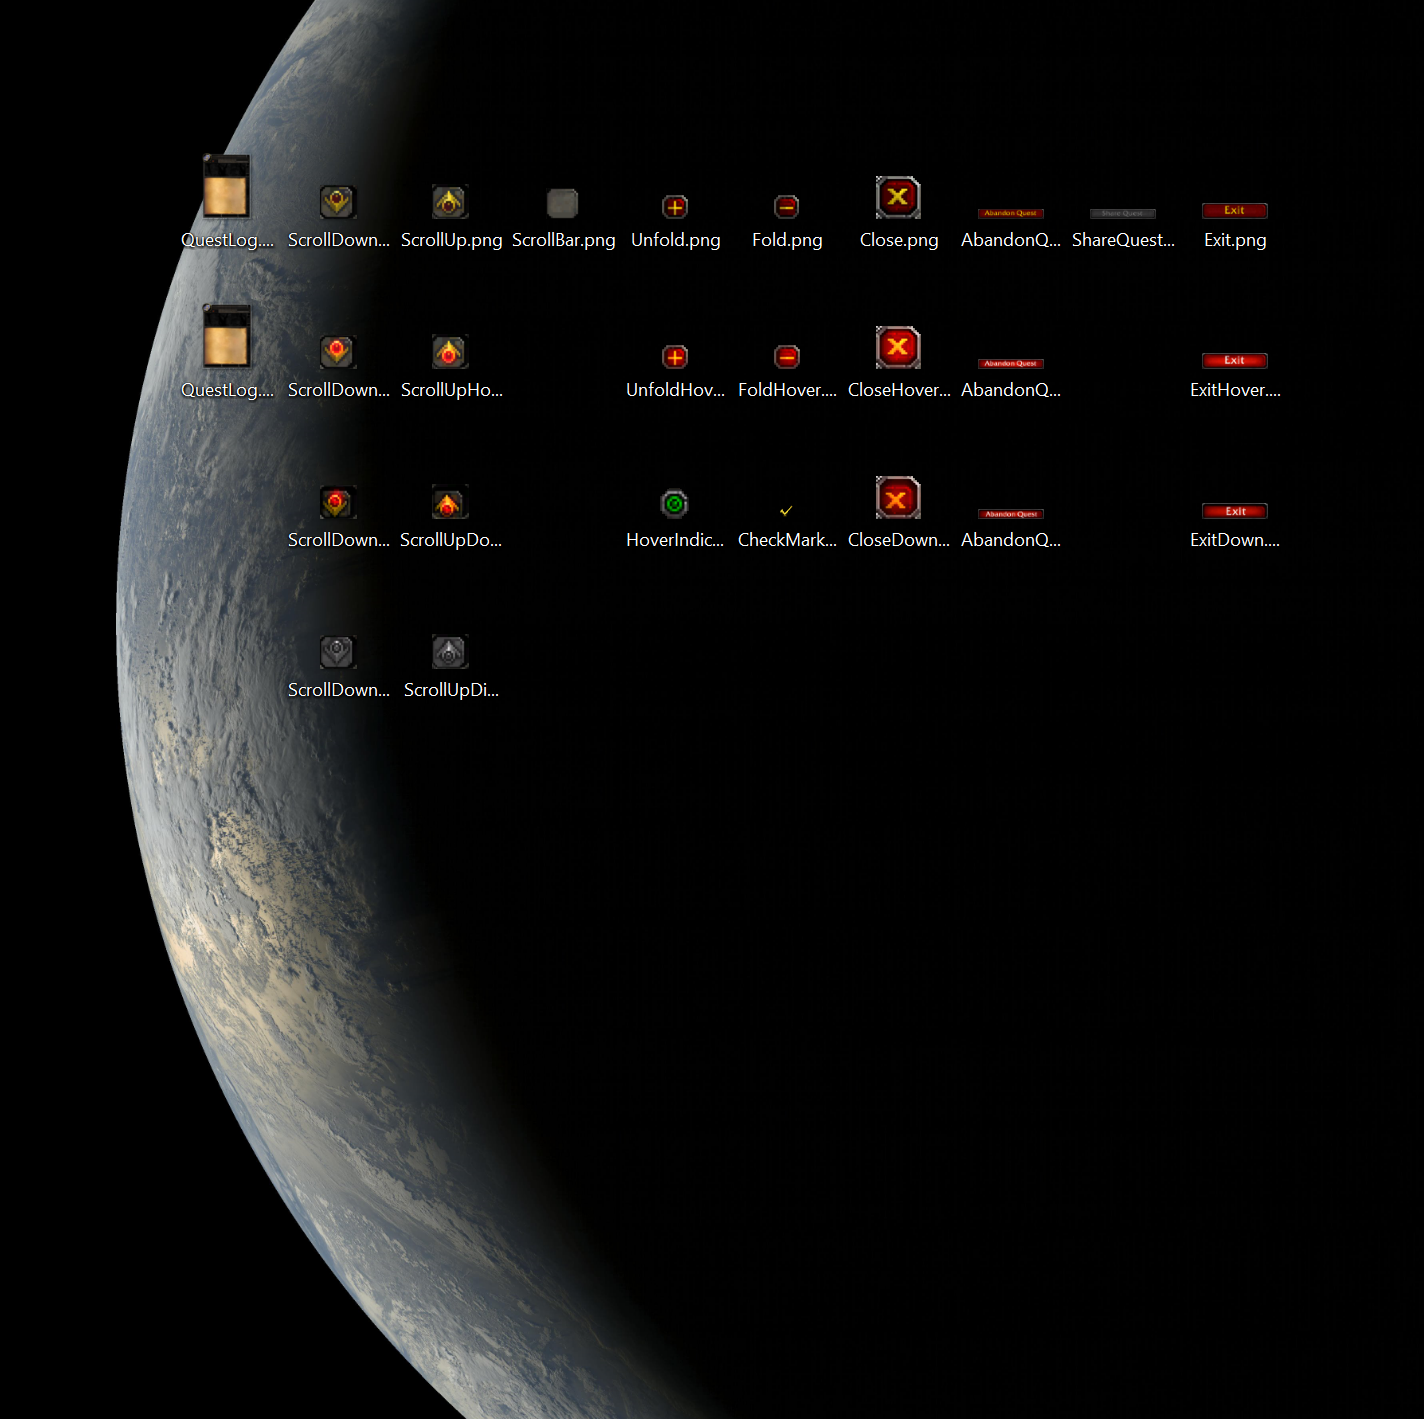 Abandon Quest
Share Quest
Exit
QuestLog....
ScrollDown...
ScrollUp.png
ScrollBar.png
Unfold.png
Fold.png
Close.png
AbandonQ...
ShareQuest...
Exit.png
Abandon Quest
Exit
QuestLog....
ScrollDown...
ScrollUpHo...
UnfoldHov...
FoldHover....
CloseHover...
AbandonQ...
ExitHover....
Abandon Quest
Exit
ScrollDown...
ScrollUpDo...
HoverIndic...
CheckMark...
CloseDown...
AbandonQ...
ExitDown....
ScrollDown...
ScrollUpDi...